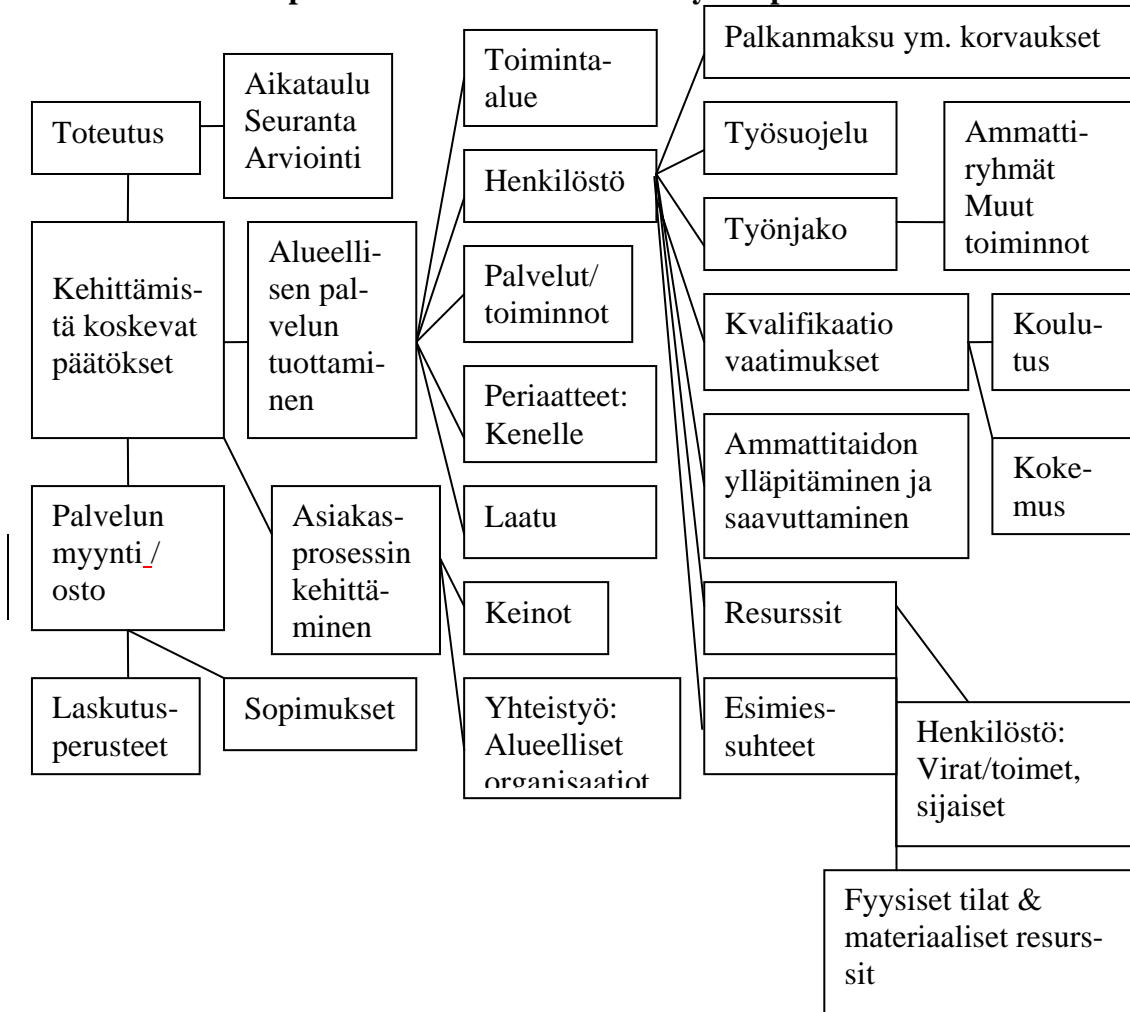 Palkanmaksu ym. korvaukset
Toiminta-
alue
Aikataulu
Seuranta
Arviointi
Toteutus
Työsuojelu
Ammatti-
ryhmät
Muut
toiminnot
Henkilöstö
Työnjako
Kehittämis-
tä koskevat
päätökset
Alueelli-
sen pal-
velun
tuottami-
nen
Palvelut/
toiminnot
Kvalifikaatio
vaatimukset
Koulu-
tus
Periaatteet:
Kenelle
Ammattitaidon
ylläpitäminen ja
saavuttaminen
Koke-
mus
Palvelun
myynti /
osto
Asiakas-
prosessin
kehittä-
minen
Laatu
Keinot
Resurssit
Laskutus-
perusteet
Sopimukset
Yhteistyö:
Alueelliset
organisaatiot
Esimies-
suhteet
Henkilöstö:
Virat/toimet,
sijaiset
Fyysiset tilat &
materiaaliset resurs-
sit